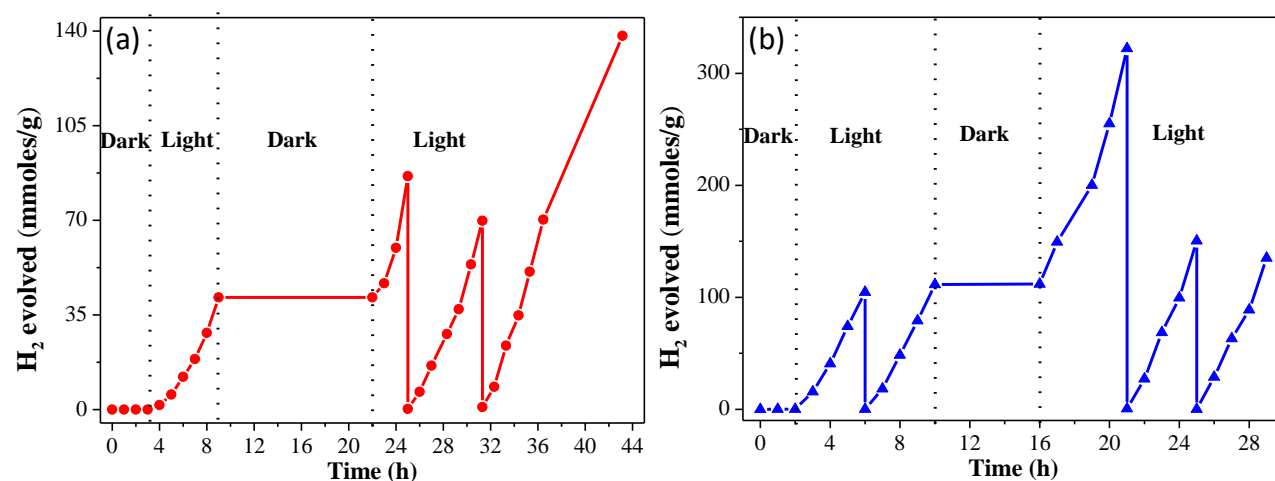 (a)
H₂ evolved (mmoles/g)
140
105
70
35
0
Dark
Light
Dark
Light
0 4 8 12 16 20 24 28 32 36 40 44
Time (h)
(b)
H₂ evolved (mmoles/g)
300
200
100
0
Dark
Light
Dark
Light
0 4 8 12 16 20 24 28
Time (h)